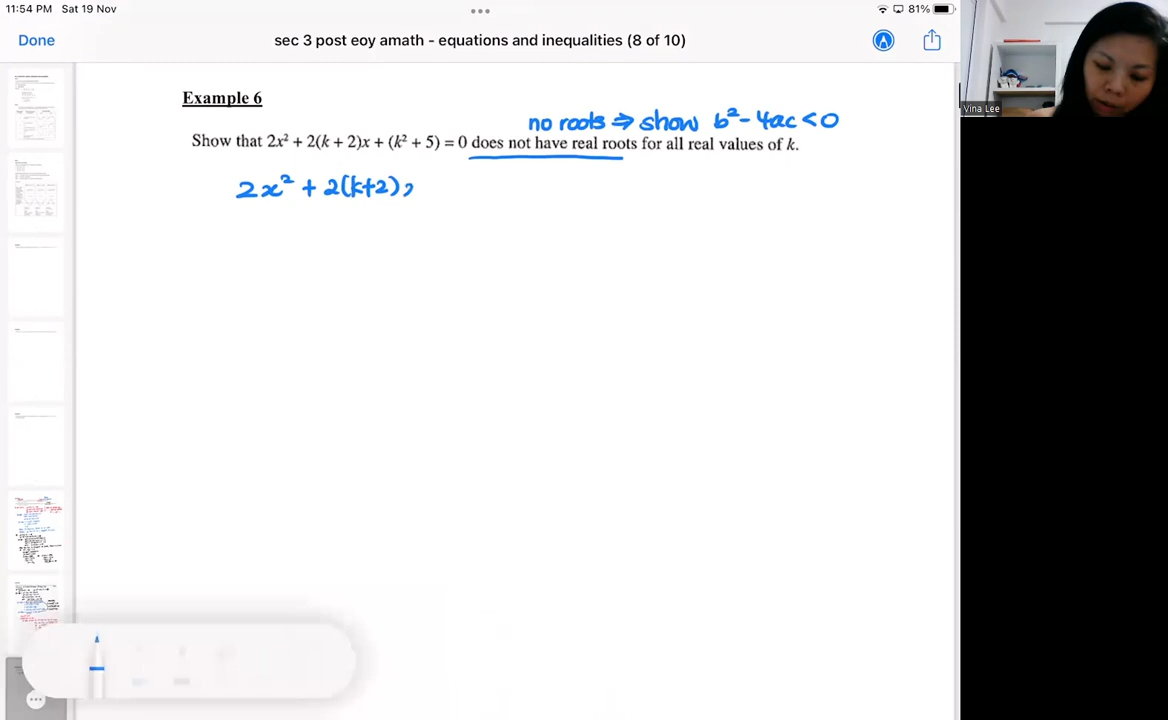 11:54 PM Sat 19 Nov
81%
Done
sec 3 post eoy amath - equations and inequalities (8 of 10)
Vina Lee
Example 6
no roots ⇒ show b² - 4ac < 0
Show that 2x² + 2(k + 2)x + (k² + 5) = 0 does not have real roots for all real values of k.
2x² + 2(k+2)